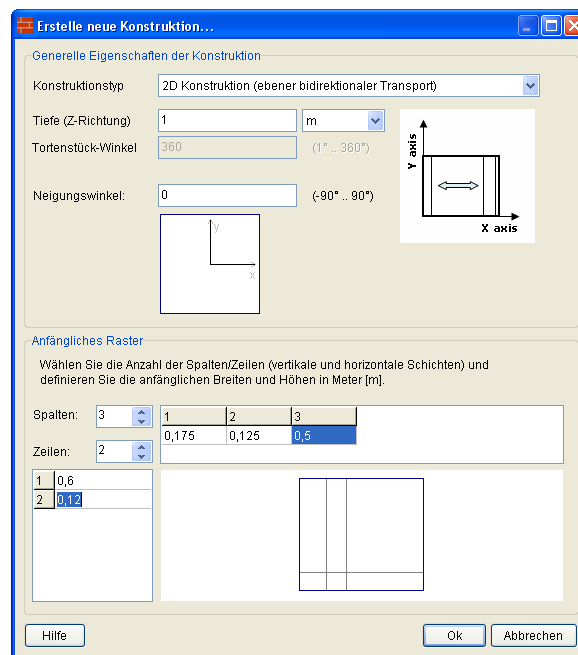 Erstelle neue Konstruktion...
Generelle Eigenschaften der Konstruktion
Konstruktionstyp
2D Konstruktion (ebener bidirektionaler Transport)
Tiefe (Z-Richtung)
1
m
Tortenstück-Winkel
360
(1° .. 360°)
Neigungswinkel:
0
(-90° .. 90°)
Y axis
X axis
y
x
Anfängliches Raster
Wählen Sie die Anzahl der Spalten/Zeilen (vertikale und horizontale Schichten) und
definieren Sie die anfänglichen Breiten und Höhen in Meter [m].
Spalten:
3
1 2 3
0,175 0,125 0,5
Zeilen:
2
1 0,6
2 0,12
Hilfe
Ok
Abbrechen